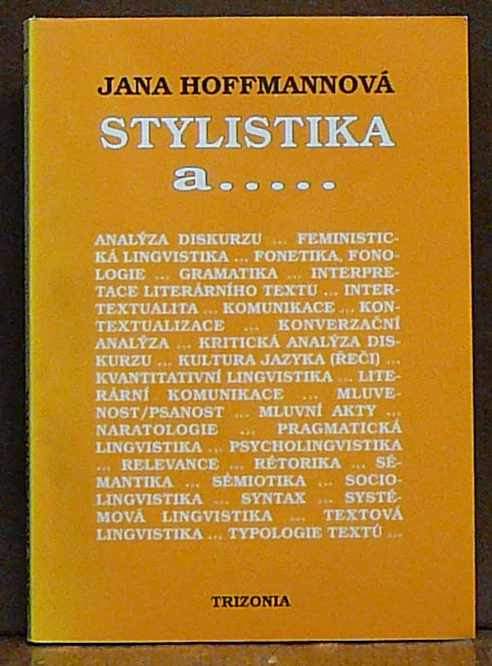 JANA HOFFMANNOVÁ
STYLISTIKA
a.....
ANALÝZA DISKURZU ... FEMINISTIC-
KÁ LINGVISTIKA ... FONETIKA, FONO-
LOGIE ... GRAMATIKA ... INTERPRE-
TACE LITERÁRNÍHO TEXTU ... INTER-
TEXTUALITA ... KOMUNIKACE ... KON-
TEXTUALIZACE ... KONVERZAČNÍ
ANALÝZA ... KRITICKÁ ANALÝZA DIS-
KURZU ... KULTURA JAZYKA (ŘEČI) ...
KVANTITATIVNÍ LINGVISTIKA ... LITE-
RÁRNÍ KOMUNIKACE ... MLUVE-
NOST/PSANOST ... MLUVNÍ AKTY ...
NARATOLOGIE ... PRAGMATICKÁ
LINGVISTIKA ... PSYCHOLINGVISTIKA
... RELEVANCE ... RÉTORIKA ... SÉ-
MANTIKA ... SÉMIOTIKA ... SOCIO-
LINGVISTIKA ... SYNTAX ... SYSTÉ-
MOVÁ LINGVISTIKA ... TEXTOVÁ
LINGVISTIKA ... TYPOLOGIE TEXTŮ ...
TRIZONIA